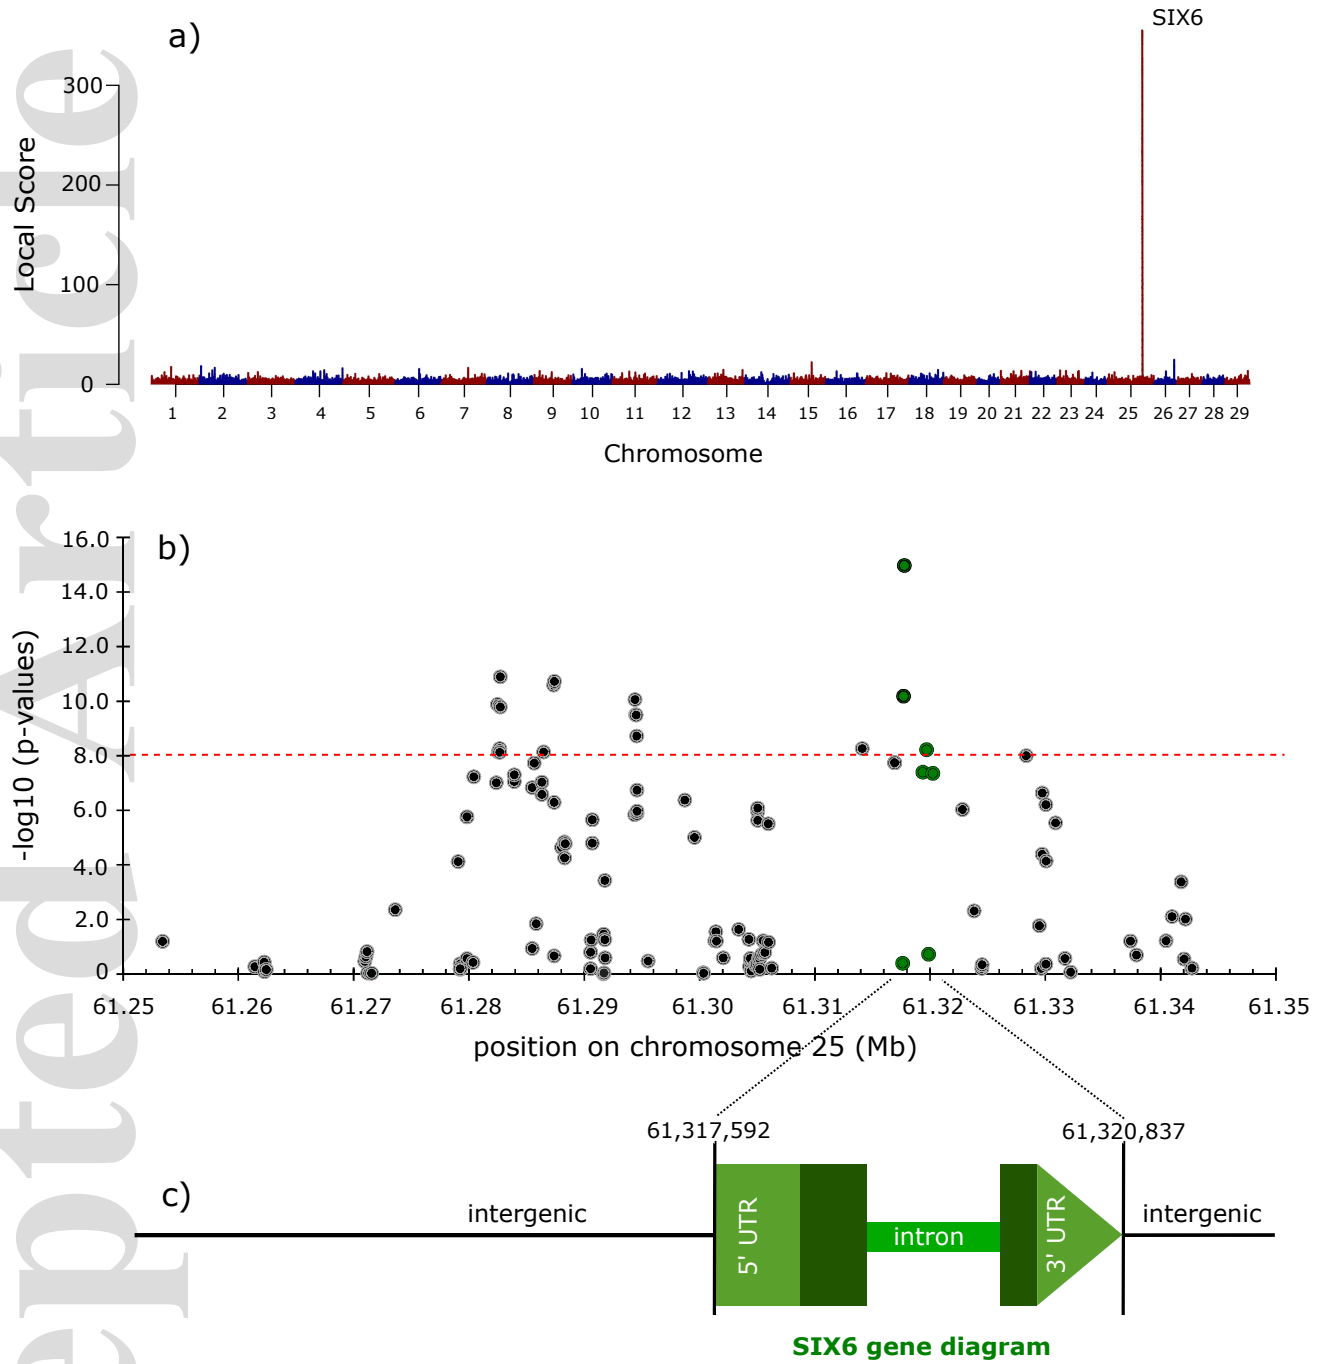 Accepted Article
a)
SIX6
Local Score
300
200
100
0
1 2 3 4 5 6 7 8 9 10 11 12 13 14 15 16 17 18 19 20 21 22 23 24 25 26 27 28 29
Chromosome
b)
-log10 (p-values)
16.0
14.0
12.0
10.0
8.0
6.0
4.0
2.0
0
61.25 61.26 61.27 61.28 61.29 61.30 61.31 61.32 61.33 61.34 61.35
position on chromosome 25 (Mb)
61,317,592 61,320,837
c)
intergenic
5' UTR
intron
3' UTR
intergenic
SIX6 gene diagram